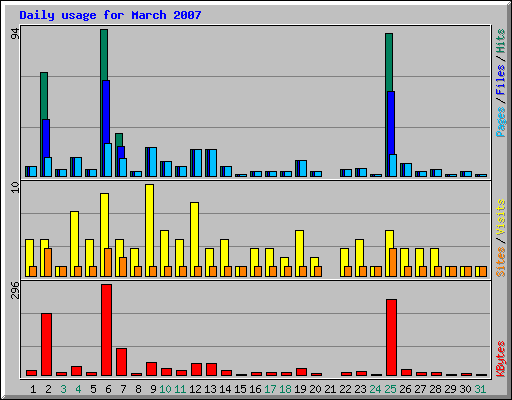 Daily usage for March 2007
94
Pages / Files / Hits
10
Sites / Visits
296
KBytes
1 2 3 4 5 6 7 8 9 10 11 12 13 14 15 16 17 18 19 20 21 22 23 24 25 26 27 28 29 30 31